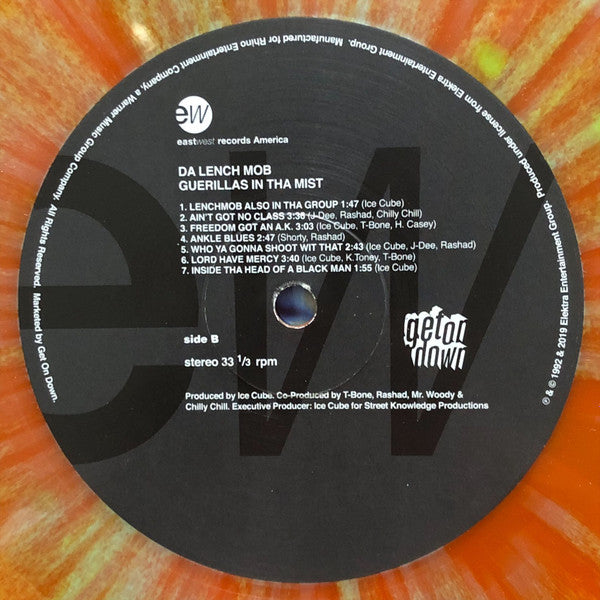 ew
eastwest records America
DA LENCH MOB
GUERILLAS IN THA MIST
1. LENCHMOB ALSO IN THA GROUP 1:47 (Ice Cube)
2. AIN'T GOT NO CLASS 3:36 (J-Dee, Rashad, Chilly Chill)
3. FREEDOM GOT AN A.K. 3:03 (Ice Cube, T-Bone, H. Casey)
4. ANKLE BLUES 2:47 (Shorty, Rashad)
5. WHO YA GONNA SHOOT WIT THAT 2:43 (Ice Cube, J-Dee, Rashad)
6. LORD HAVE MERCY 3:40 (Ice Cube, K.Toney, T-Bone)
7. INSIDE THA HEAD OF A BLACK MAN 1:55 (Ice Cube)
side B
stereo 33 1/3 rpm
get on
down
Produced by Ice Cube. Co-Produced by T-Bone, Rashad, Mr. Woody &
Chilly Chill. Executive Producer: Ice Cube for Street Knowledge Productions
ew
℗ & © 1992 & 2019 Elektra Entertainment Group. Produced under license from Elektra Entertainment Group. Manufactured for Rhino Entertainment Company, a Warner Music Group Company. All Rights Reserved. Marketed by Get On Down.